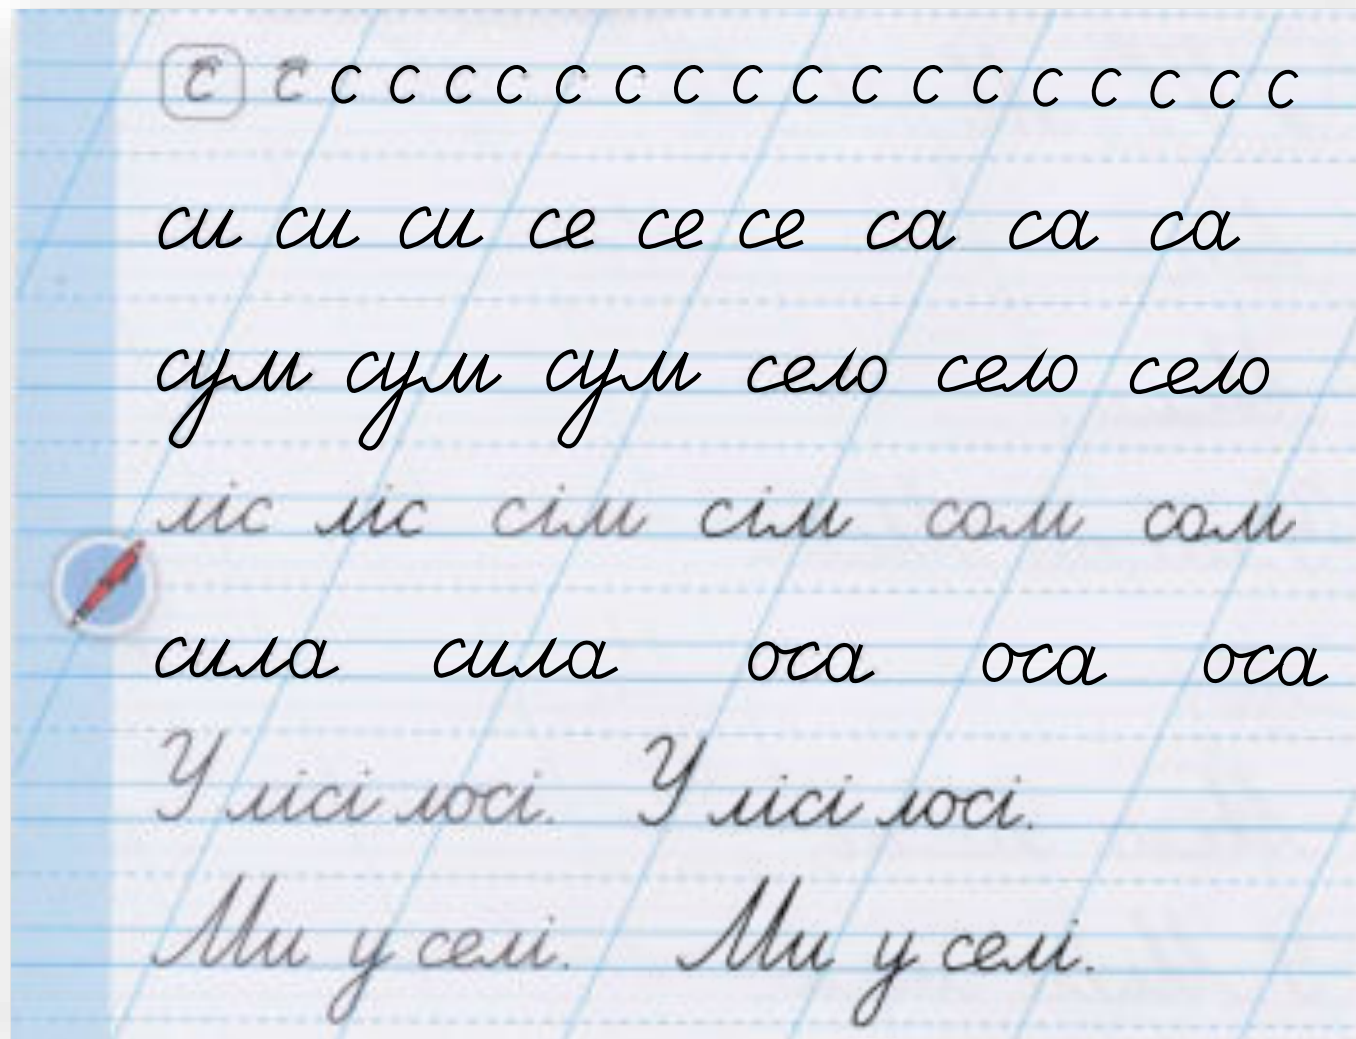 с с с с с с с с с с с с с с с с с с с
си си си се се се са са са
сум сум сум село село село
ліс ліс сім сім сом сом
сила сила оса оса оса
У лісі лосі. У лісі лосі.
Ми у селі. Ми у селі.